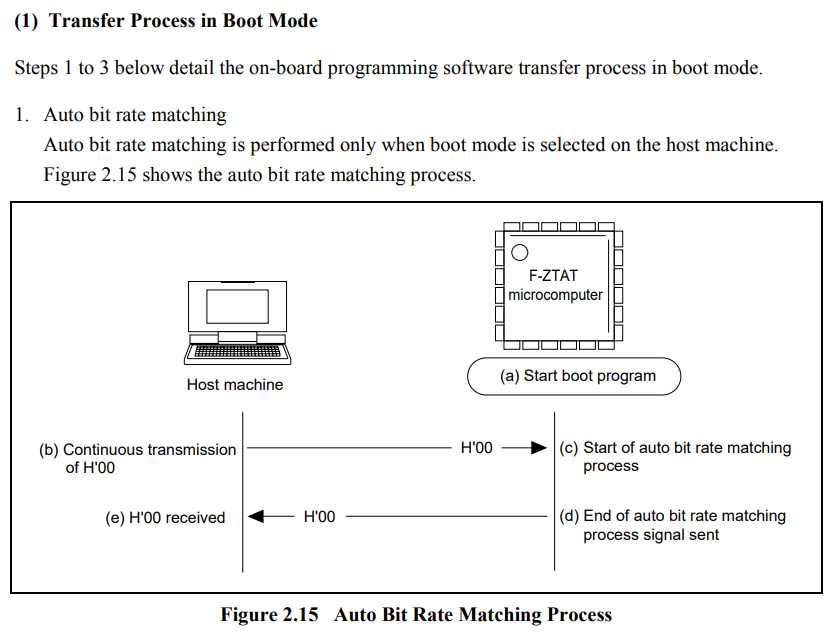 (1) Transfer Process in Boot Mode
Steps 1 to 3 below detail the on-board programming software transfer process in boot mode.
1. Auto bit rate matching
Auto bit rate matching is performed only when boot mode is selected on the host machine.
Figure 2.15 shows the auto bit rate matching process.
F-ZTAT
microcomputer
Host machine
(a) Start boot program
(b) Continuous transmission
of H'00
H'00
(c) Start of auto bit rate matching
process
(e) H'00 received
H'00
(d) End of auto bit rate matching
process signal sent
Figure 2.15 Auto Bit Rate Matching Process